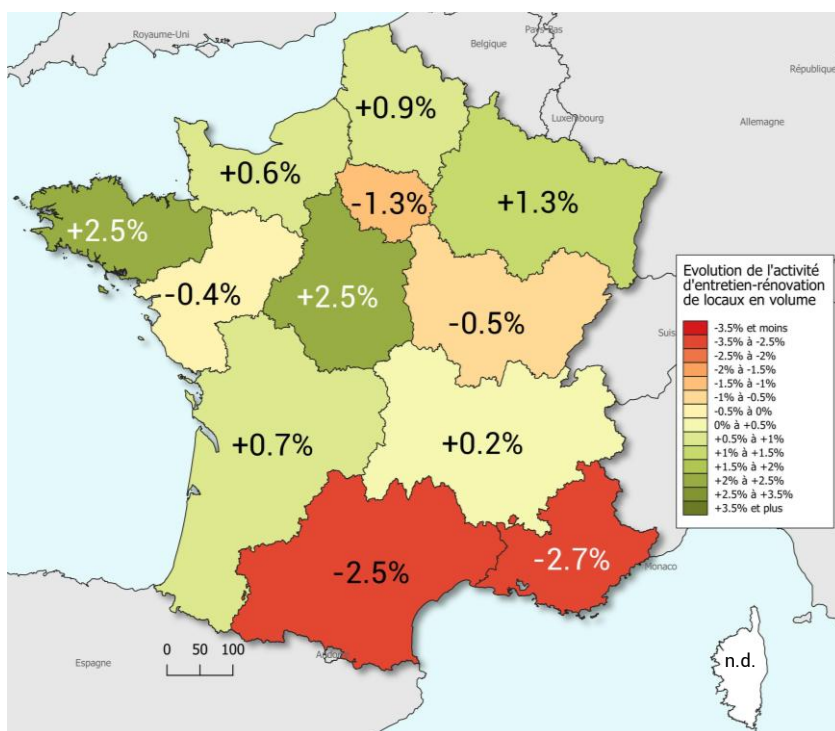 Royaume-Uni
Pays-Bas
Belgique
République
Luxembourg
Allemagne
+0.9%
+0.6%
-1.3%
+1.3%
+2.5%
-0.4%
+2.5%
-0.5%
+0.7%
+0.2%
-2.5%
-2.7%
Evolution de l'activité
d'entretien-rénovation
de locaux en volume
-3.5% et moins
-3.5% à -2.5%
-2.5% à -2%
-2% à -1.5%
-1.5% à -1%
-1% à -0.5%
-0.5% à 0%
0% à +0.5%
+0.5% à +1%
+1% à +1.5%
+1.5% à +2%
+2% à +2.5%
+2.5% à +3.5%
+3.5% et plus
Suis
Monaco
0 50 100
Espagne
n.d.